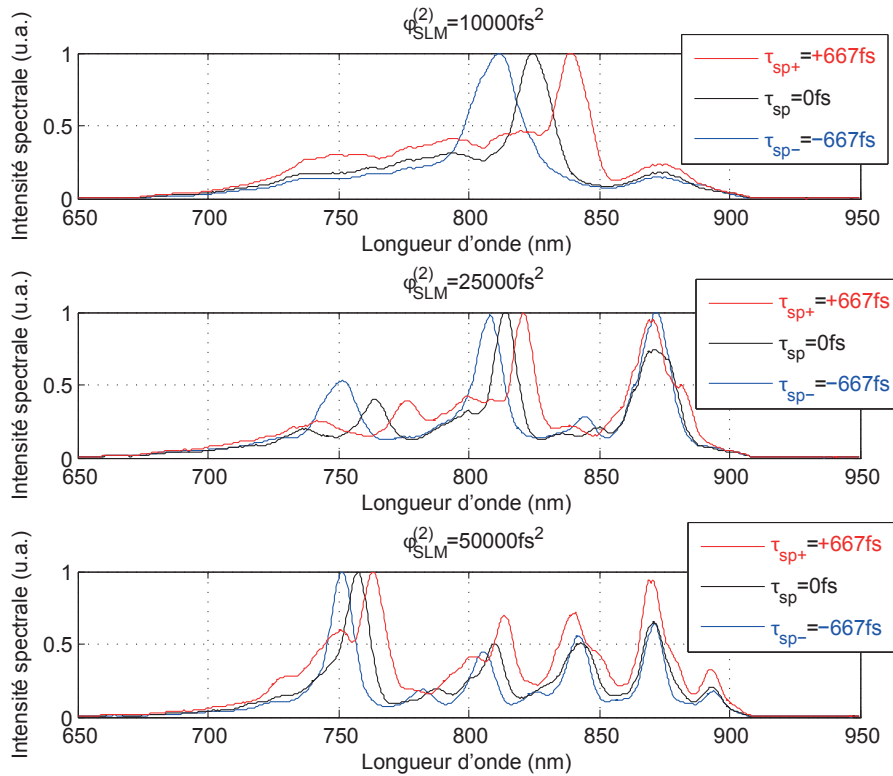 φ(2)SLM=10000fs2
Intensité spectrale (u.a.)
1
0.5
0
τsp+=+667fs
τsp=0fs
τsp−=−667fs
650 700 750 800 850 900 950
Longueur d'onde (nm)
φ(2)SLM=25000fs2
Intensité spectrale (u.a.)
1
0.5
0
τsp+=+667fs
τsp=0fs
τsp−=−667fs
650 700 750 800 850 900 950
Longueur d'onde (nm)
φ(2)SLM=50000fs2
Intensité spectrale (u.a.)
1
0.5
0
τsp+=+667fs
τsp=0fs
τsp−=−667fs
650 700 750 800 850 900 950
Longueur d'onde (nm)